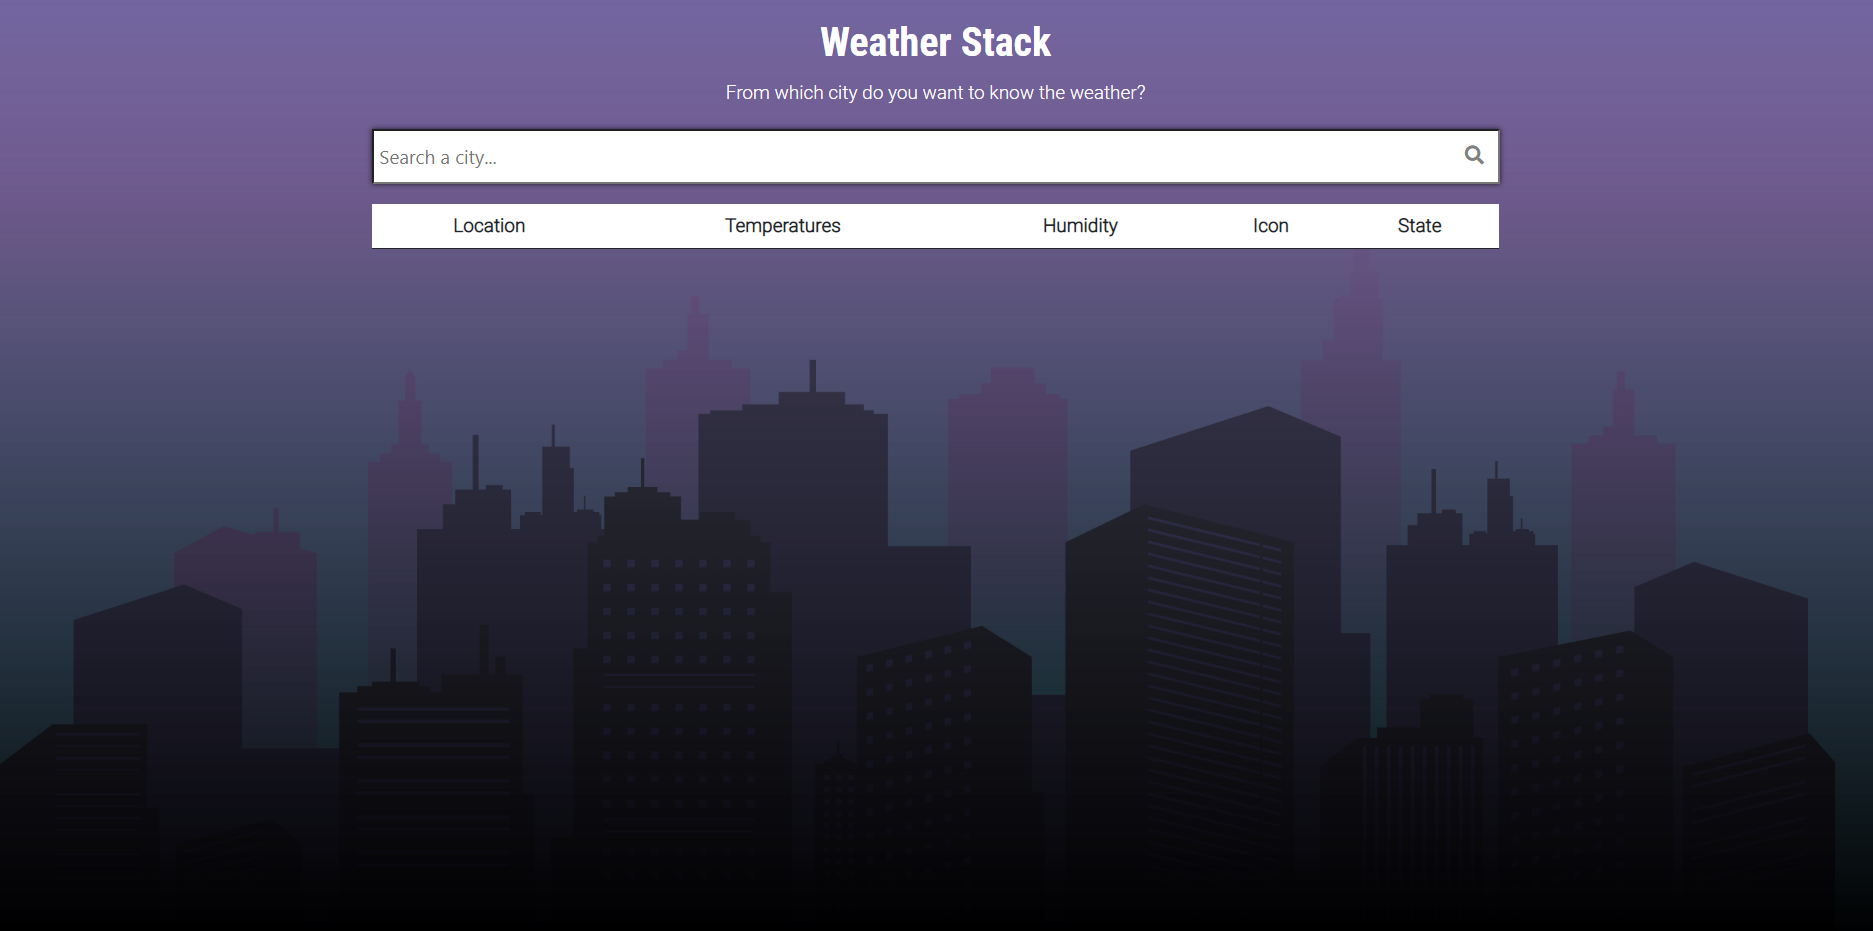 Weather Stack
From which city do you want to know the weather?
Search a city...
Location Temperatures Humidity Icon State